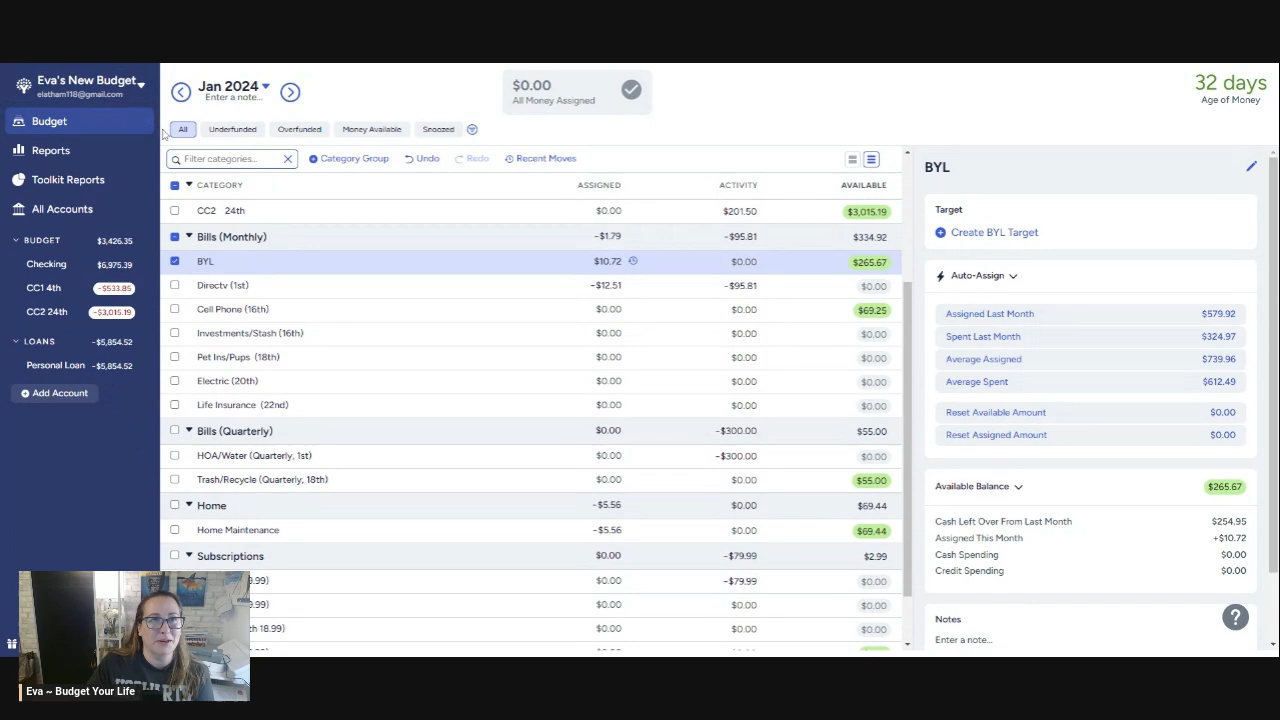 Eva's New Budget
elatham118@gmail.com
Budget
Reports
Toolkit Reports
All Accounts
BUDGET $3,426.35
Checking $6,975.39
CC1 4th -$533.85
CC2 24th -$3,015.19
LOANS -$5,854.52
Personal Loan -$5,854.52
Add Account
Jan 2024
Enter a note...
$0.00
All Money Assigned
32 days
Age of Money
All Underfunded Overfunded Money Available Snoozed
Filter categories... Category Group Undo Redo Recent Moves
CATEGORY ASSIGNED ACTIVITY AVAILABLE
CC2 24th $0.00 $201.50 $3,015.19
Bills (Monthly) -$1.79 -$95.81 $334.92
BYL $10.72 $0.00 $265.67
Directv (1st) -$12.51 -$95.81 $0.00
Cell Phone (16th) $0.00 $0.00 $69.25
Investments/Stash (16th) $0.00 $0.00 $0.00
Pet Ins/Pups (18th) $0.00 $0.00 $0.00
Electric (20th) $0.00 $0.00 $0.00
Life Insurance (22nd) $0.00 $0.00 $0.00
Bills (Quarterly) $0.00 -$300.00 $55.00
HOA/Water (Quarterly, 1st) $0.00 -$300.00 $0.00
Trash/Recycle (Quarterly, 18th) $0.00 $0.00 $55.00
Home -$5.56 $0.00 $69.44
Home Maintenance -$5.56 $0.00 $69.44
Subscriptions $0.00 -$79.99 $2.99
9.99) $0.00 -$79.99 $0.00
9.99) $0.00 $0.00 $0.00
th 18.99) $0.00 $0.00 $0.00
BYL
Target
Create BYL Target
Auto-Assign
Assigned Last Month $579.92
Spent Last Month $324.97
Average Assigned $739.96
Average Spent $612.49
Reset Available Amount $0.00
Reset Assigned Amount $0.00
Available Balance $265.67
Cash Left Over From Last Month $254.95
Assigned This Month +$10.72
Cash Spending $0.00
Credit Spending $0.00
Notes
Enter a note...
?
Eva ~ Budget Your Life